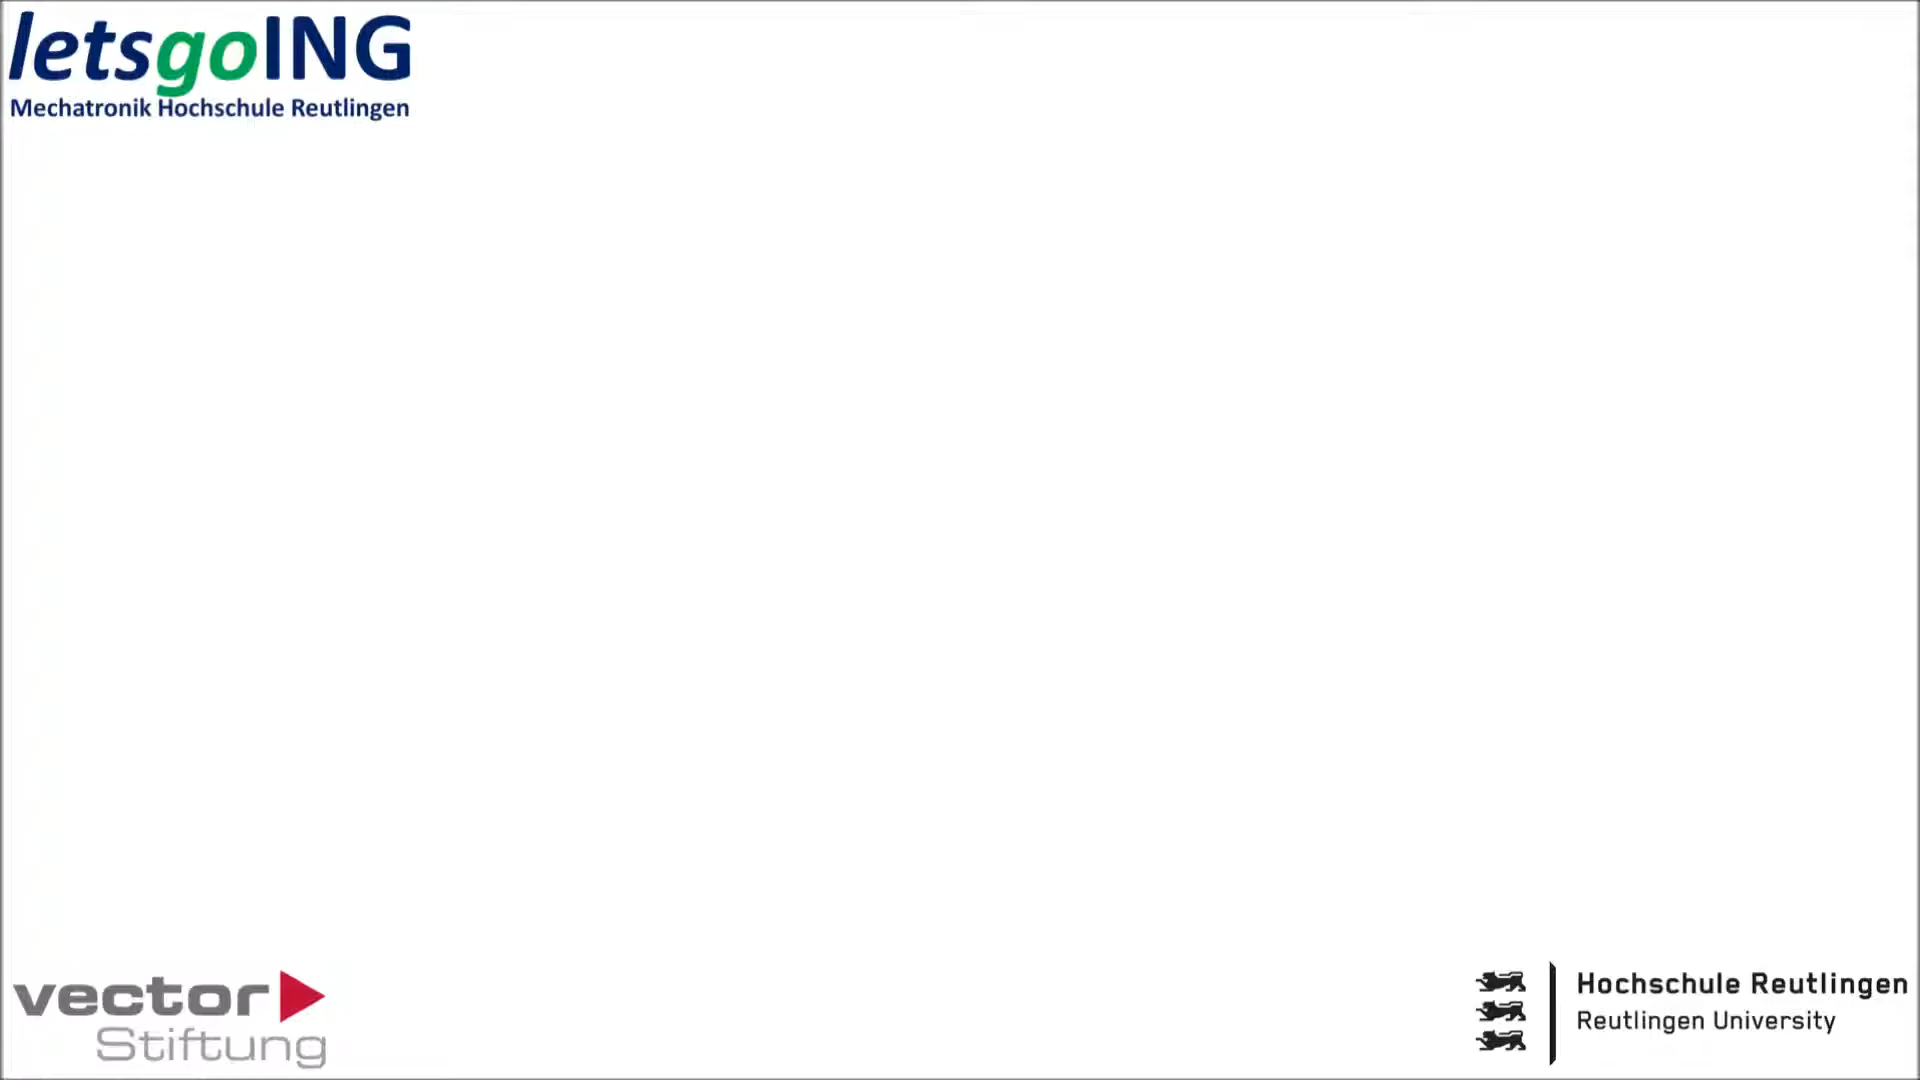 letsgoING
Mechatronik Hochschule Reutlingen
vector
Stiftung
Hochschule Reutlingen
Reutlingen University